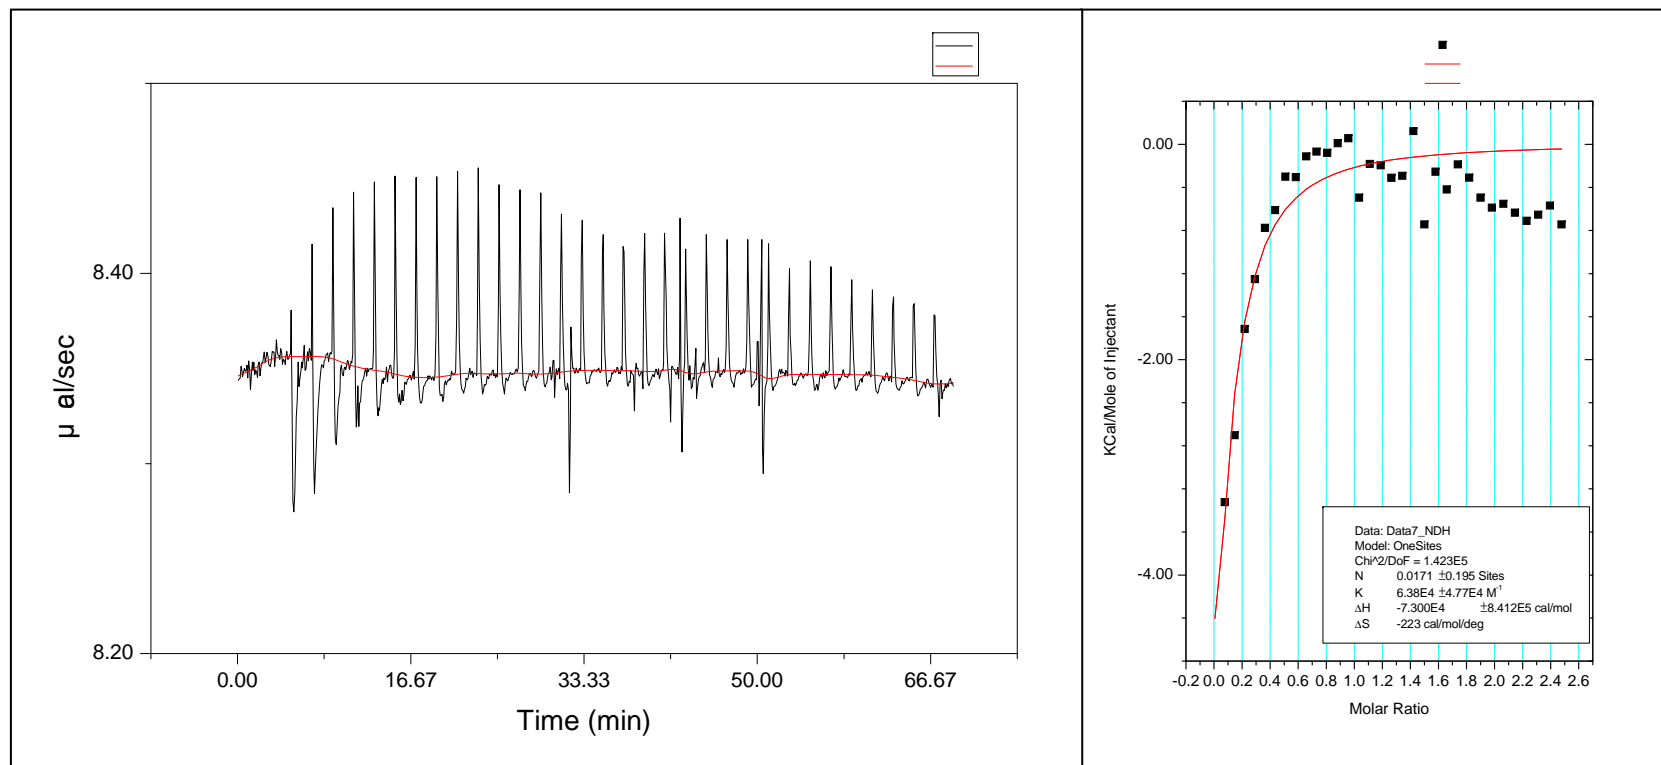 8.40
8.20
μ al/sec
0.00 16.67 33.33 50.00 66.67
Time (min)
0.00
-2.00
-4.00
KCal/Mole of Injectant
Data: Data7_NDH
Model: OneSites
Chi^2/DoF = 1.423E5
N 0.0171 ±0.195 Sites
K 6.38E4 ±4.77E4 M⁻¹
ΔH -7.300E4 ±8.412E5 cal/mol
ΔS -223 cal/mol/deg
-0.2 0.0 0.2 0.4 0.6 0.8 1.0 1.2 1.4 1.6 1.8 2.0 2.2 2.4 2.6
Molar Ratio